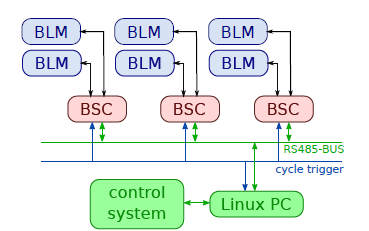 BLM BLM BLM
BLM BLM BLM
BSC BSC BSC
RS485-BUS
cycle trigger
control
system
Linux PC